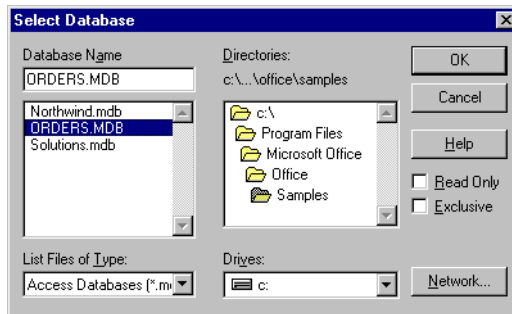 Select Database
Database Name
ORDERS.MDB
Northwind.mdb
ORDERS.MDB
Solutions.mdb
List Files of Type:
Access Databases (*.m
Directories:
c:\...\office\samples
c:\
Program Files
Microsoft Office
Office
Samples
Drives:
c:
OK
Cancel
Help
Read Only
Exclusive
Network...